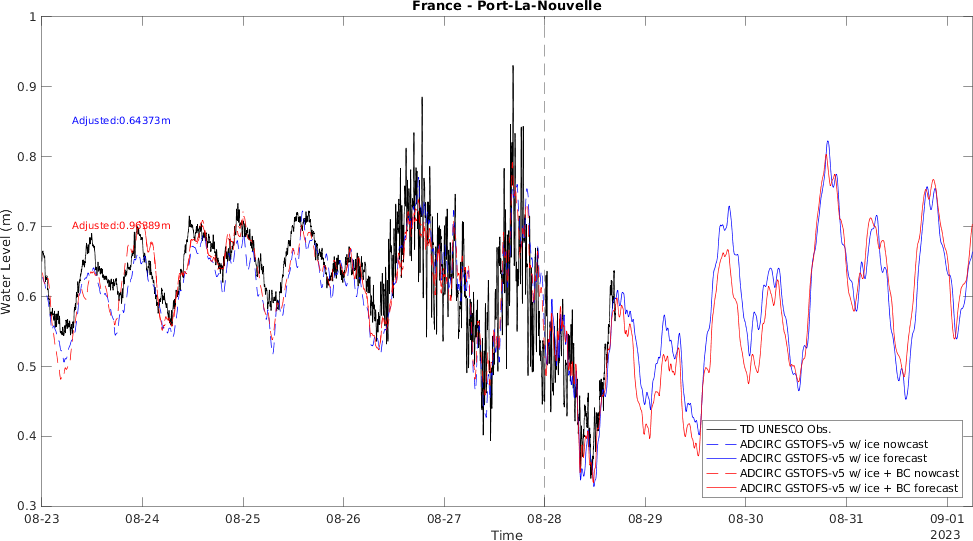 France - Port-La-Nouvelle
1
0.9
0.8
0.7
0.6
0.5
0.4
0.3
Water Level (m)
Adjusted:0.64373m
Adjusted:0.96389m
TD UNESCO Obs.
ADCIRC GSTOFS-v5 w/ ice nowcast
ADCIRC GSTOFS-v5 w/ ice forecast
ADCIRC GSTOFS-v5 w/ ice + BC nowcast
ADCIRC GSTOFS-v5 w/ ice + BC forecast
08-23 08-24 08-25 08-26 08-27 08-28 08-29 08-30 08-31 09-01
2023
Time